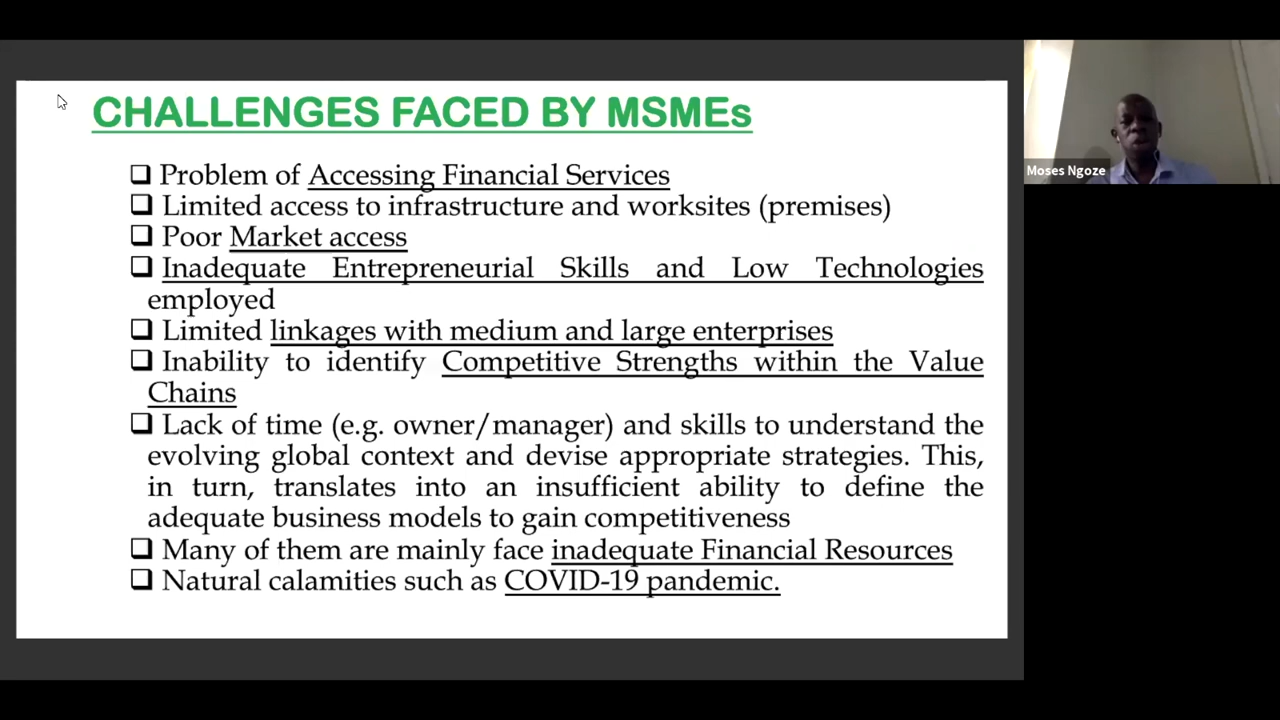 CHALLENGES FACED BY MSMEs
❑ Problem of Accessing Financial Services
❑ Limited access to infrastructure and worksites (premises)
❑ Poor Market access
❑ Inadequate Entrepreneurial Skills and Low Technologies
employed
❑ Limited linkages with medium and large enterprises
❑ Inability to identify Competitive Strengths within the Value
Chains
❑ Lack of time (e.g. owner/manager) and skills to understand the
evolving global context and devise appropriate strategies. This,
in turn, translates into an insufficient ability to define the
adequate business models to gain competitiveness
❑ Many of them are mainly face inadequate Financial Resources
❑ Natural calamities such as COVID-19 pandemic.
Moses Ngoze